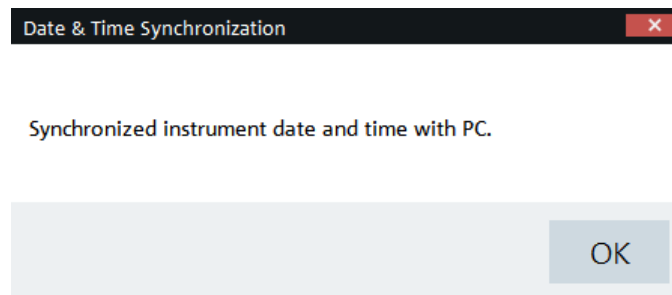 Date & Time Synchronization
Synchronized instrument date and time with PC.
OK